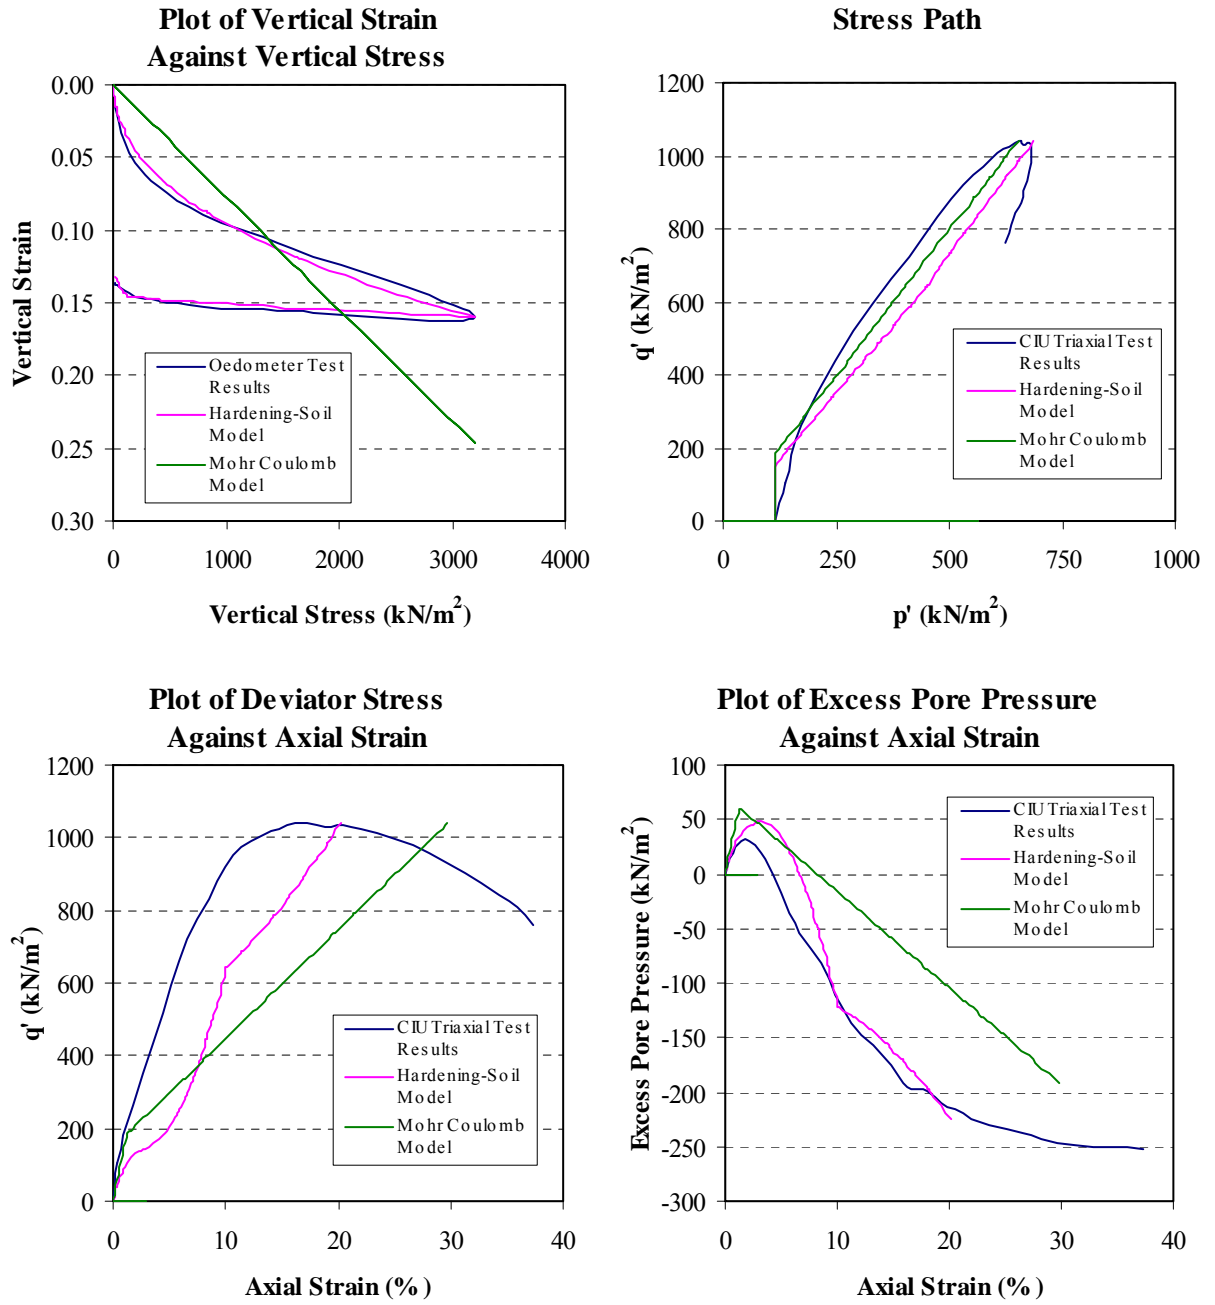 Plot of Vertical Strain
Against Vertical Stress
0.00
0.05
0.10
0.15
0.20
0.25
0.30
Vertical Strain
Oedometer Test
Results
Hardening-Soil
Model
Mohr Coulomb
Model
0
1000
2000
3000
4000
Vertical Stress (kN/m²)
Stress Path
1200
1000
800
600
400
200
0
q' (kN/m²)
CIU Triaxial Test
Results
Hardening-Soil
Model
Mohr Coulomb
Model
0
250
500
750
1000
p' (kN/m²)
Plot of Deviator Stress
Against Axial Strain
1200
1000
800
600
400
200
0
q' (kN/m²)
CIU Triaxial Test
Results
Hardening-Soil
Model
Mohr Coulomb
Model
0
10
20
30
40
Axial Strain (%)
Plot of Excess Pore Pressure
Against Axial Strain
100
50
0
-50
-100
-150
-200
-250
-300
Excess Pore Pressure (kN/m²)
CIU Triaxial Test
Results
Hardening-Soil
Model
Mohr Coulomb
Model
0
10
20
30
40
Axial Strain (%)